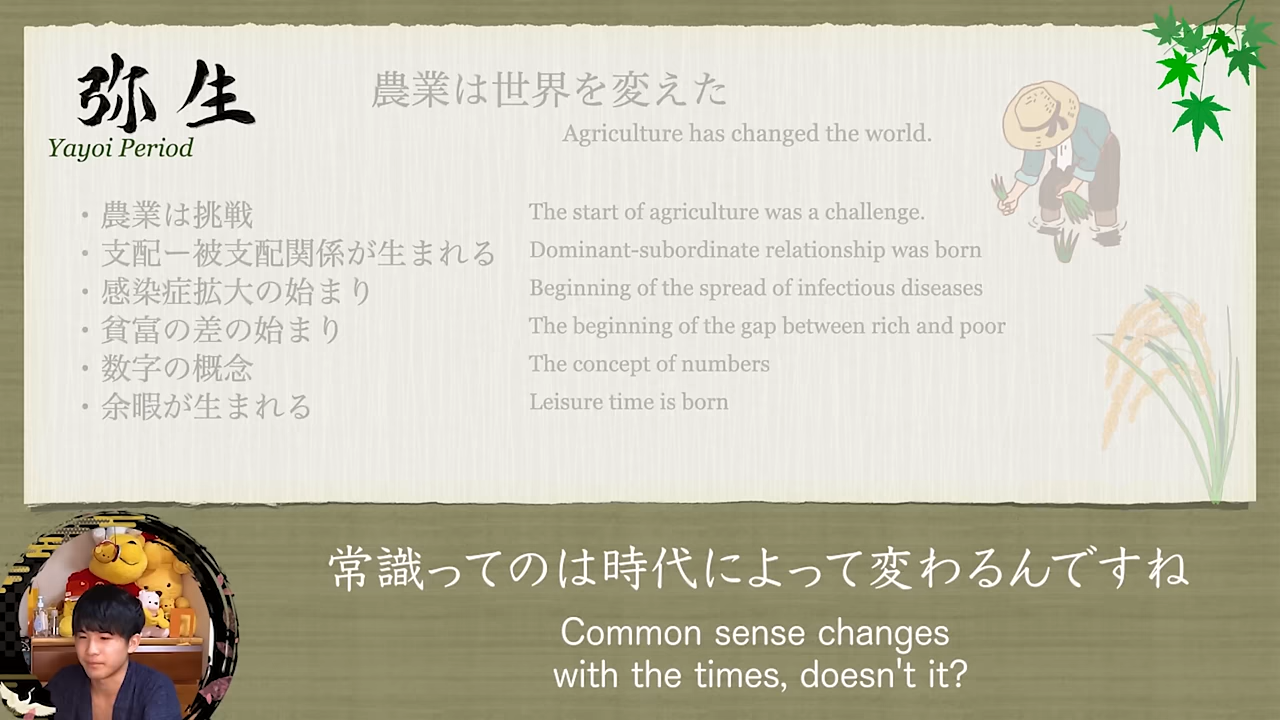 弥生
Yayoi Period
農業は世界を変えた
Agriculture has changed the world.
・農業は挑戦
The start of agriculture was a challenge.
・支配ー被支配関係が生まれる
Dominant-subordinate relationship was born
・感染症拡大の始まり
Beginning of the spread of infectious diseases
・貧富の差の始まり
The beginning of the gap between rich and poor
・数字の概念
The concept of numbers
・余暇が生まれる
Leisure time is born
常識ってのは時代によって変わるんですね
Common sense changes
with the times, doesn't it?